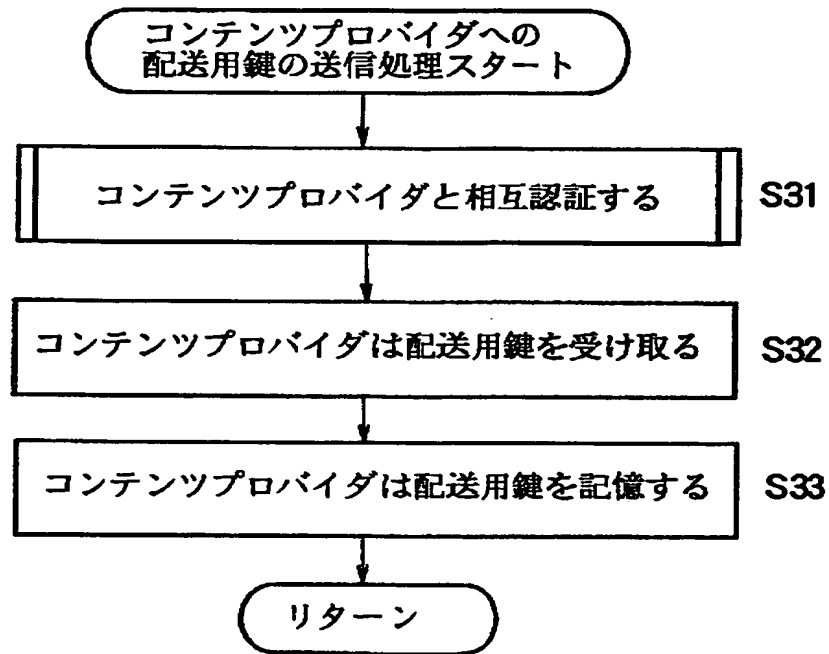 コンテンツプロバイダへの
配送用鍵の送信処理スタート
コンテンツプロバイダと相互認証する
S31
コンテンツプロバイダは配送用鍵を受け取る
S32
コンテンツプロバイダは配送用鍵を記憶する
S33
リターン